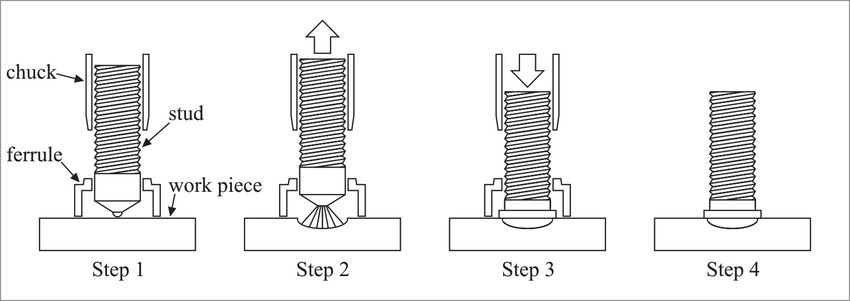 chuck
stud
ferrule
work piece
Step 1
Step 2
Step 3
Step 4